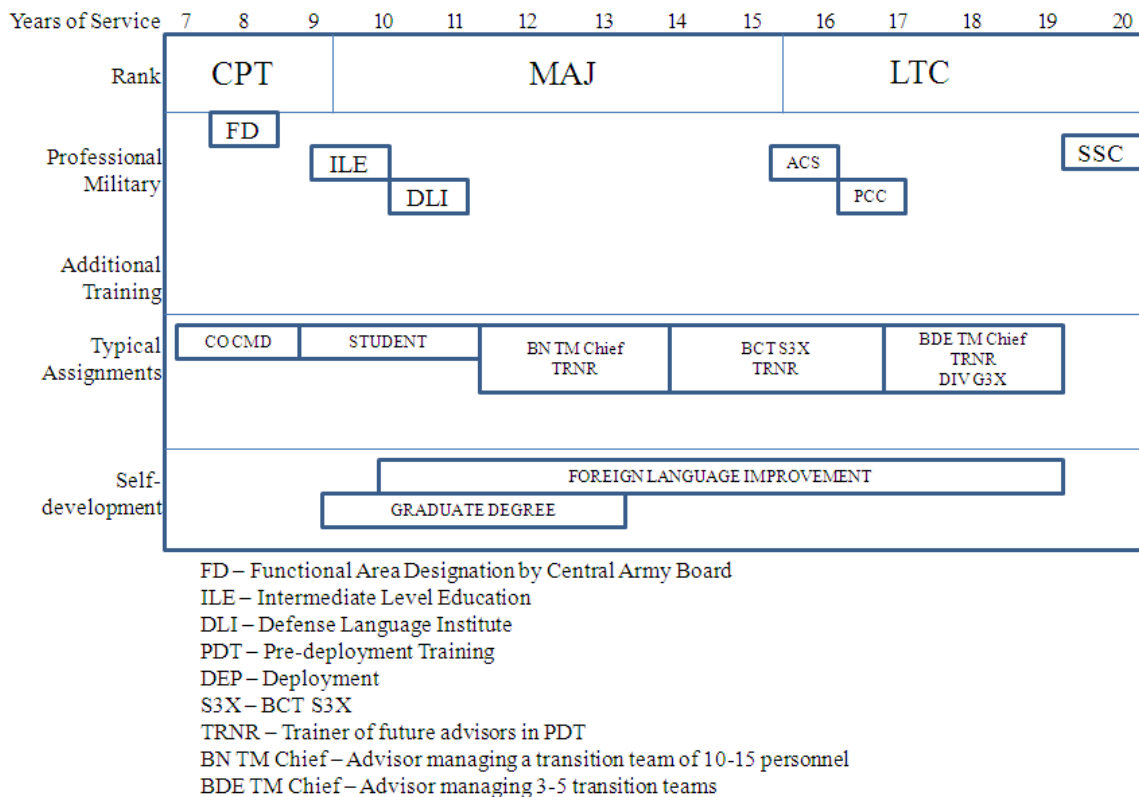 Years of Service 7 8 9 10 11 12 13 14 15 16 17 18 19 20
Rank CPT MAJ LTC
FD
Professional
Military
ILE
DLI
ACS
PCC
SSC
Additional
Training
Typical
Assignments
CO CMD
STUDENT
BN TM Chief
TRNR
BCT S3X
TRNR
BDE TM Chief
TRNR
DIV G3X
Self-
development
FOREIGN LANGUAGE IMPROVEMENT
GRADUATE DEGREE
FD – Functional Area Designation by Central Army Board
ILE – Intermediate Level Education
DLI – Defense Language Institute
PDT – Pre-deployment Training
DEP – Deployment
S3X – BCT S3X
TRNR – Trainer of future advisors in PDT
BN TM Chief – Advisor managing a transition team of 10-15 personnel
BDE TM Chief – Advisor managing 3-5 transition teams